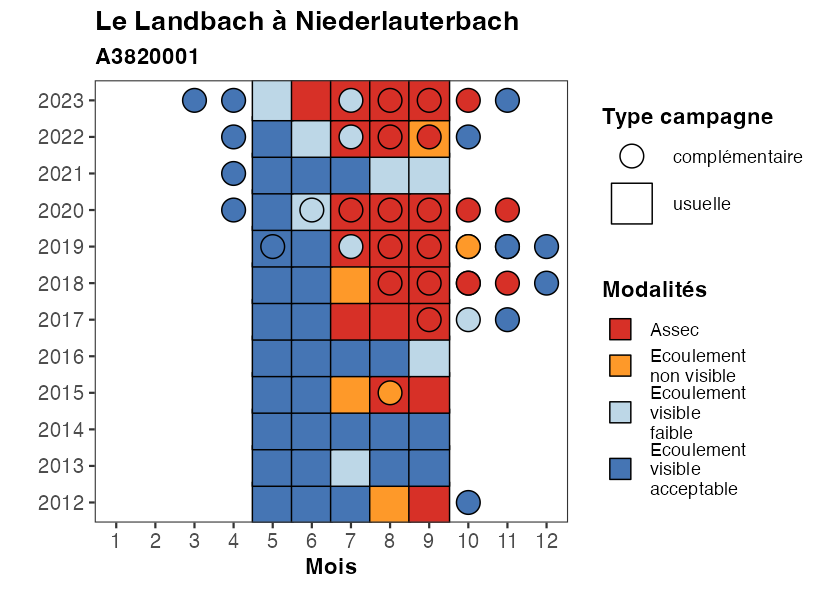 Le Landbach à Niederlauterbach
A3820001
2023
2022
2021
2020
2019
2018
2017
2016
2015
2014
2013
2012
1 2 3 4 5 6 7 8 9 10 11 12
Mois
Type campagne
complémentaire
usuelle
Modalités
Assec
Ecoulement
non visible
Ecoulement
visible
faible
Ecoulement
visible
acceptable